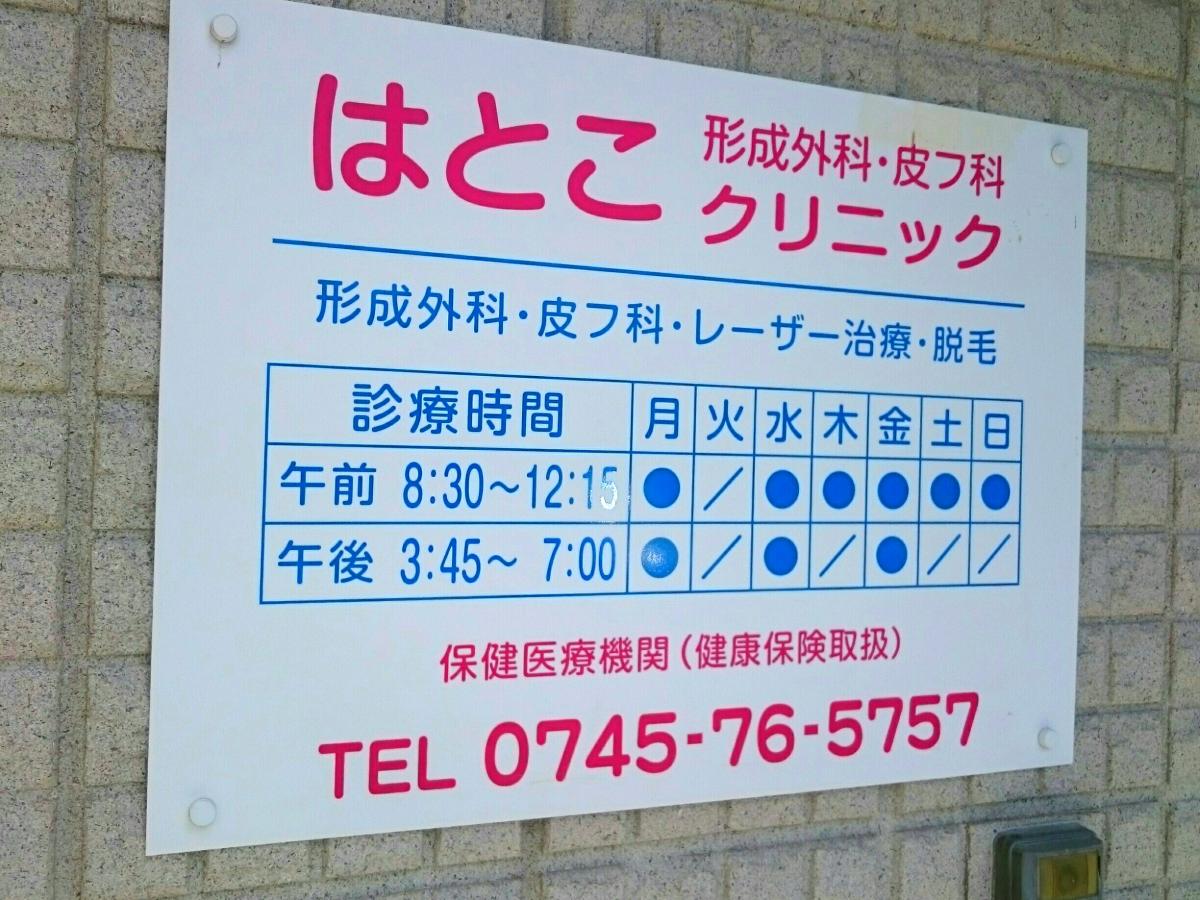 はとこ 形成外科・皮フ科
クリニック
形成外科・皮フ科・レーザー治療・脱毛
診療時間 月 火 水 木 金 土 日
午前 8:30〜12:15 ● ／ ● ● ● ● ●
午後 3:45〜 7:00 ● ／ ● ／ ● ／ ／
保健医療機関（健康保険取扱）
TEL 0745-76-5757